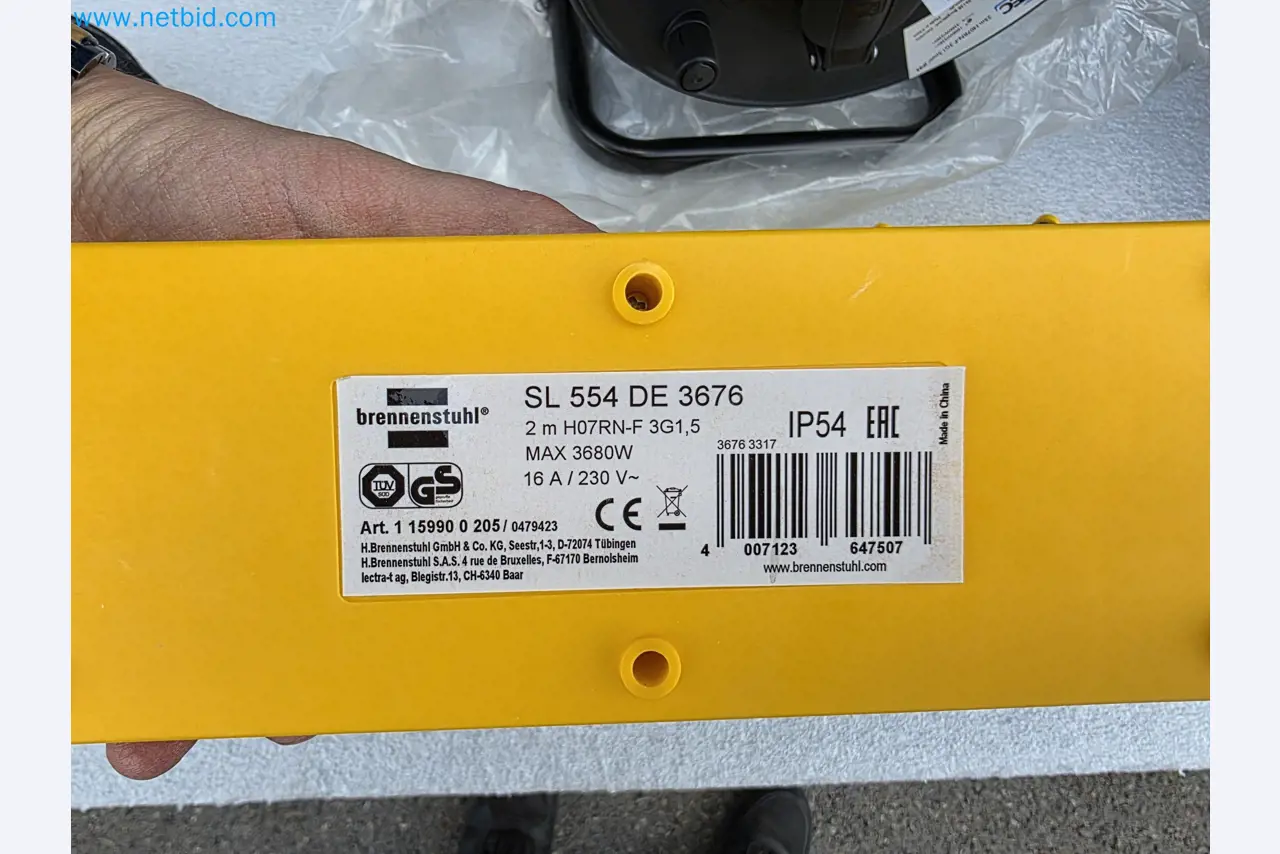 www.netbid.com
brennenstuhl®
SL 554 DE 3676
2 m H07RN-F 3G1,5
MAX 3680W
16 A / 230 V~
IP54 EAC
Made in China
3676 3317
TÜV SÜD
GS
geprüfte Sicherheit
CE
Art. 1 15990 0 205 / 0479423
H.Brennenstuhl GmbH & Co. KG, Seestr,1-3, D-72074 Tübingen
H.Brennenstuhl S.A.S. 4 rue de Bruxelles, F-67170 Bernolsheim
lectra-t ag, Blegistr.13, CH-6340 Baar
4 007123 647507
www.brennenstuhl.com